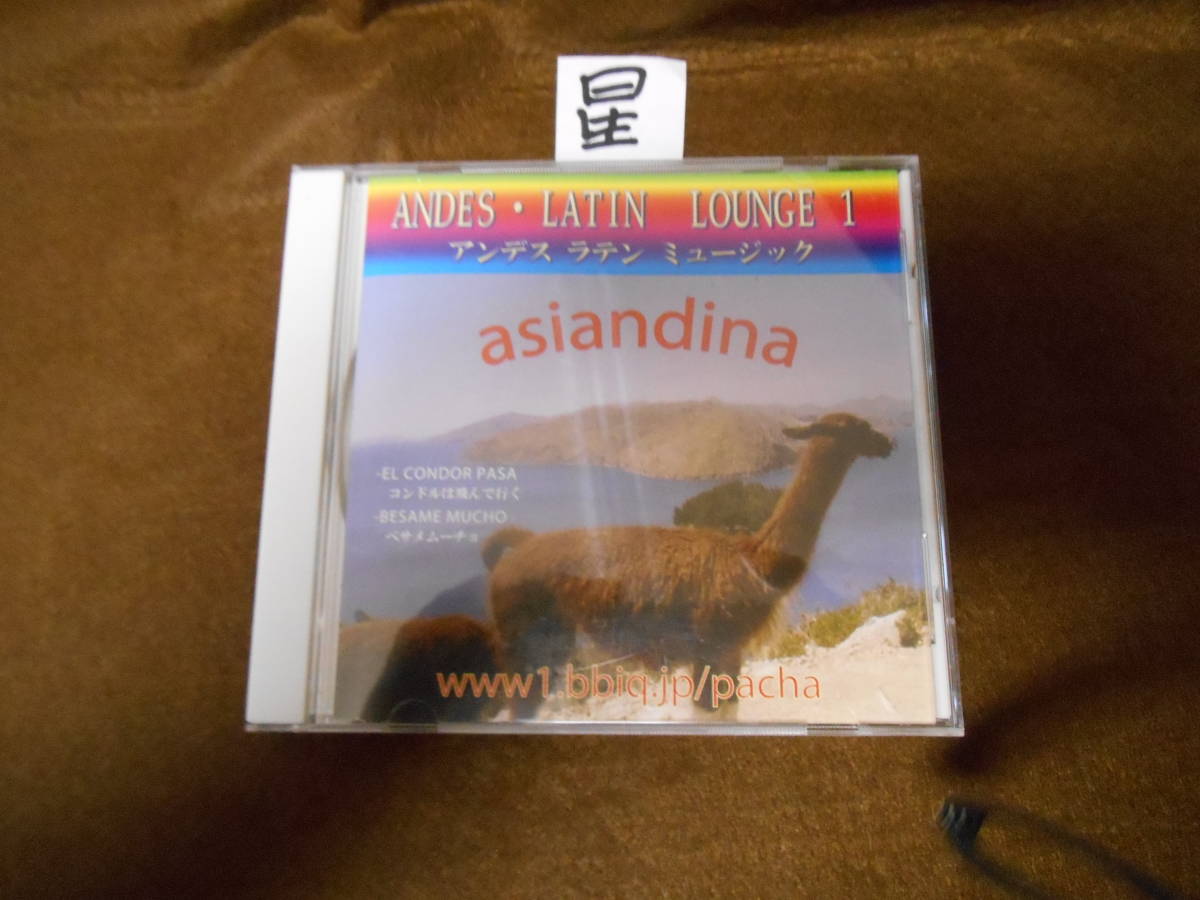 星
ANDES・LATIN LOUNGE 1
アンデス ラテン ミュージック
asiandina
-EL CONDOR PASA
コンドルは飛んで行く
-BESAME MUCHO
ベサメムーチョ
www1.bbiq.jp/pacha